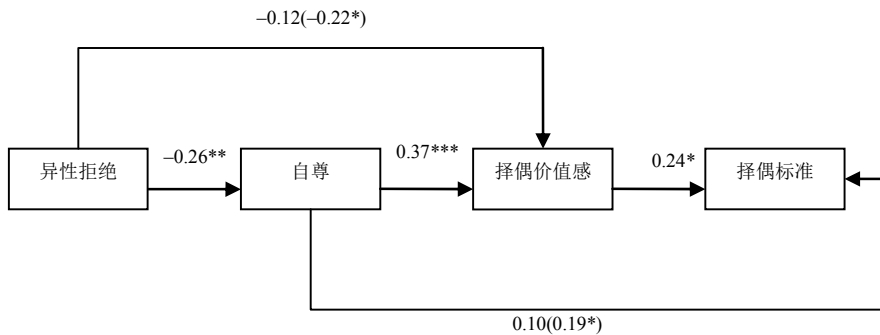 –0.12(–0.22*)
异性拒绝
–0.26**
自尊
0.37***
择偶价值感
0.24*
择偶标准
0.10(0.19*)